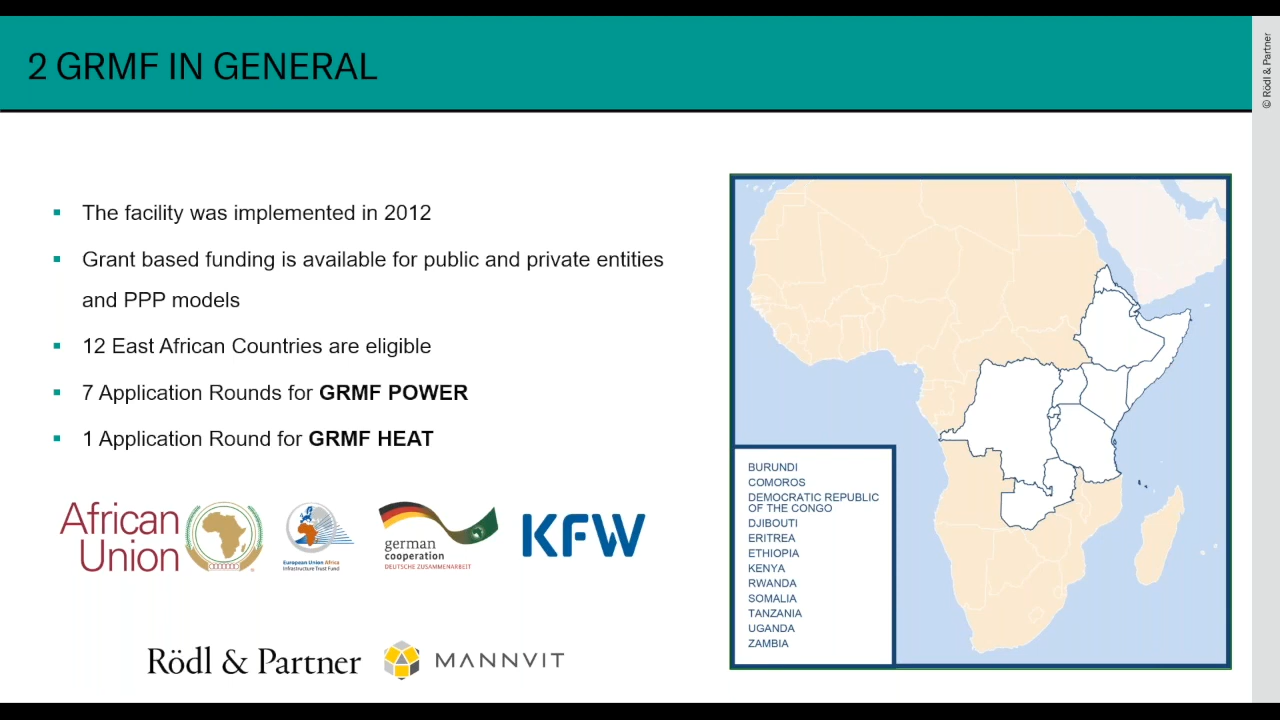 2 GRMF IN GENERAL
© Rödl & Partner
▪ The facility was implemented in 2012
▪ Grant based funding is available for public and private entities
and PPP models
▪ 12 East African Countries are eligible
▪ 7 Application Rounds for GRMF POWER
▪ 1 Application Round for GRMF HEAT
African
Union
European Union Africa
Infrastructure Trust Fund
german
cooperation
DEUTSCHE ZUSAMMENARBEIT
KFW
Rödl & Partner
MANNVIT
BURUNDI
COMOROS
DEMOCRATIC REPUBLIC
OF THE CONGO
DJIBOUTI
ERITREA
ETHIOPIA
KENYA
RWANDA
SOMALIA
TANZANIA
UGANDA
ZAMBIA